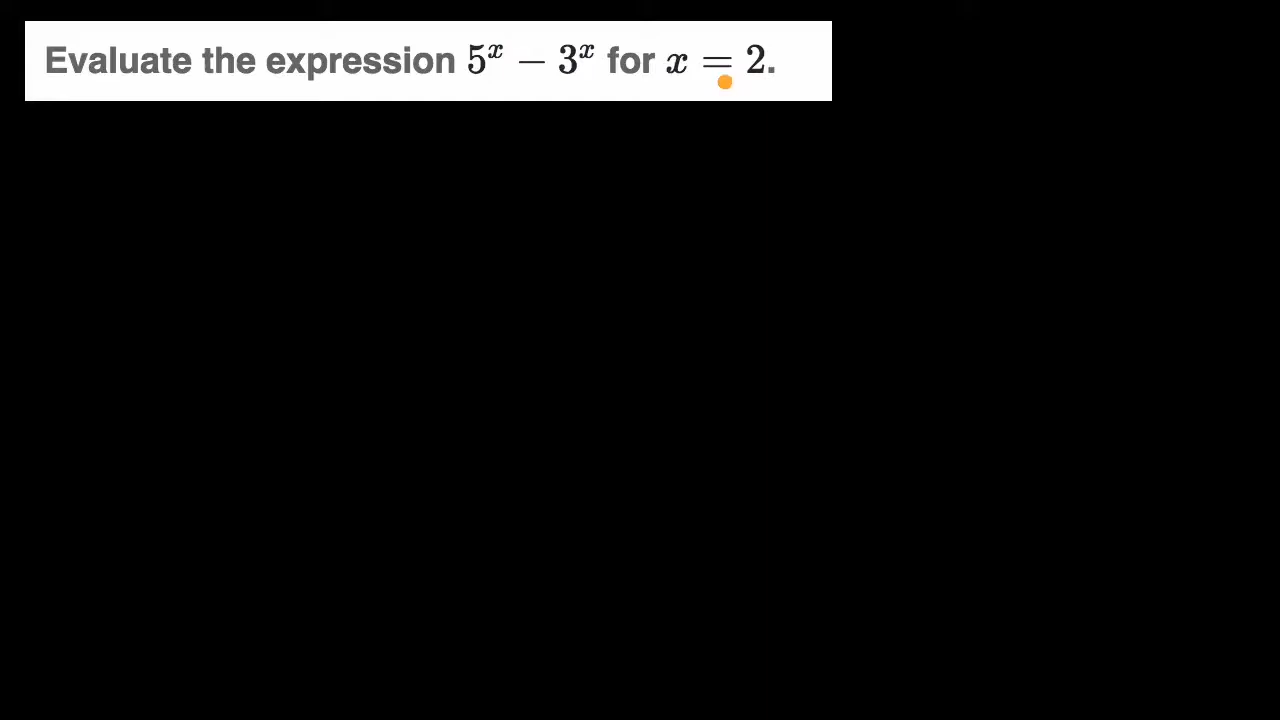 Evaluate the expression $5^x - 3^x$ for $x = 2$.